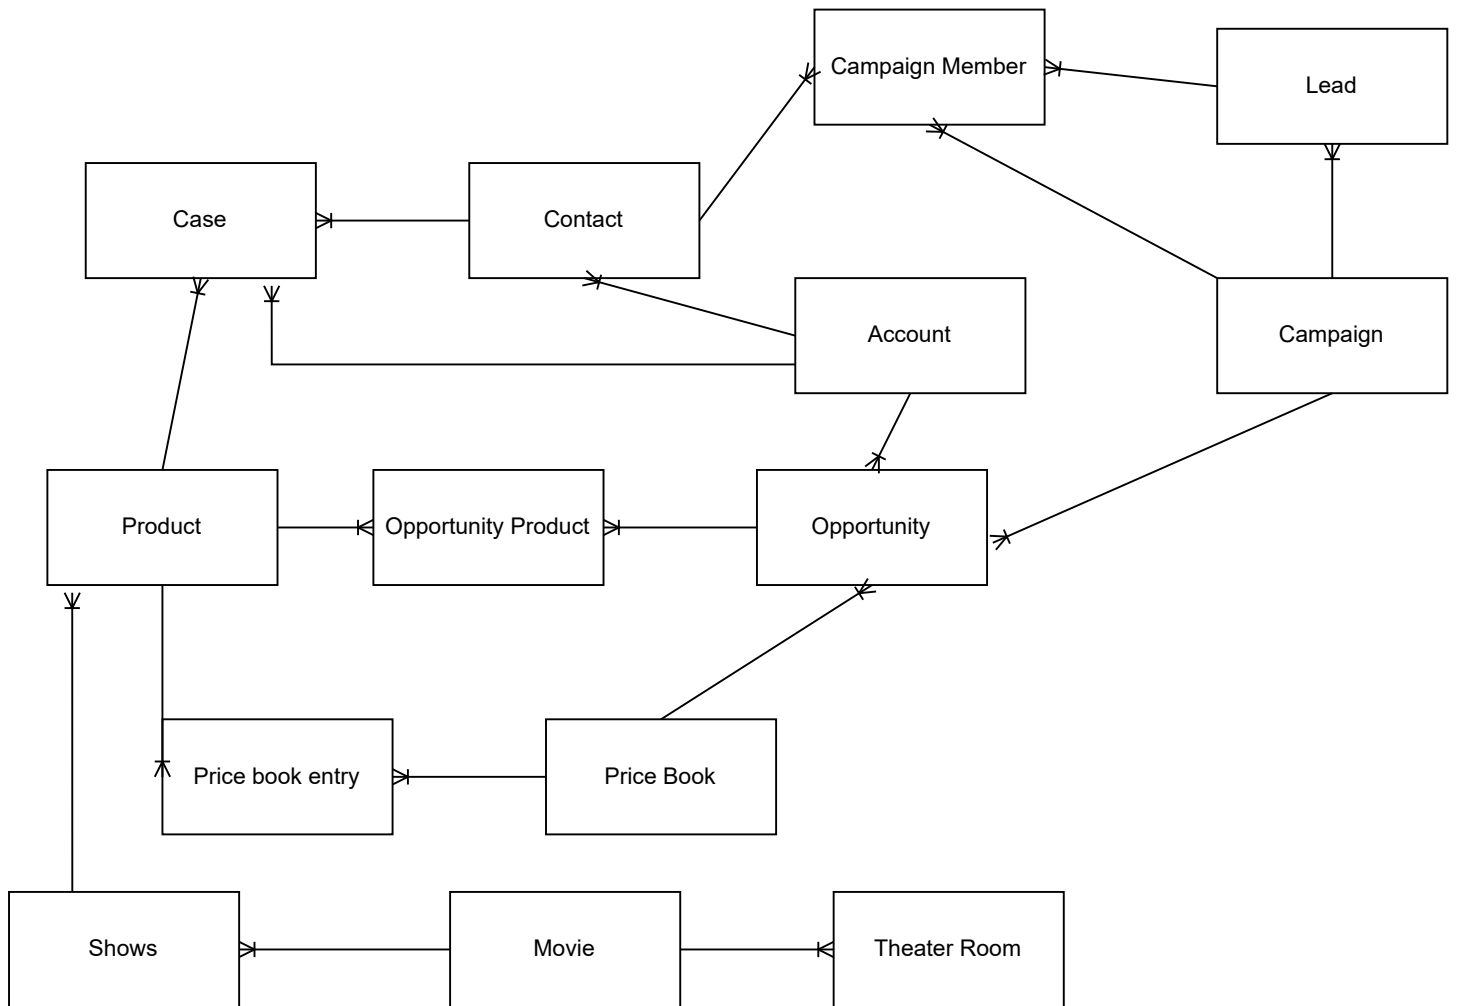 Campaign Member
Lead
Case
Contact
Account
Campaign
Product
Opportunity Product
Opportunity
Price book entry
Price Book
Shows
Movie
Theater Room